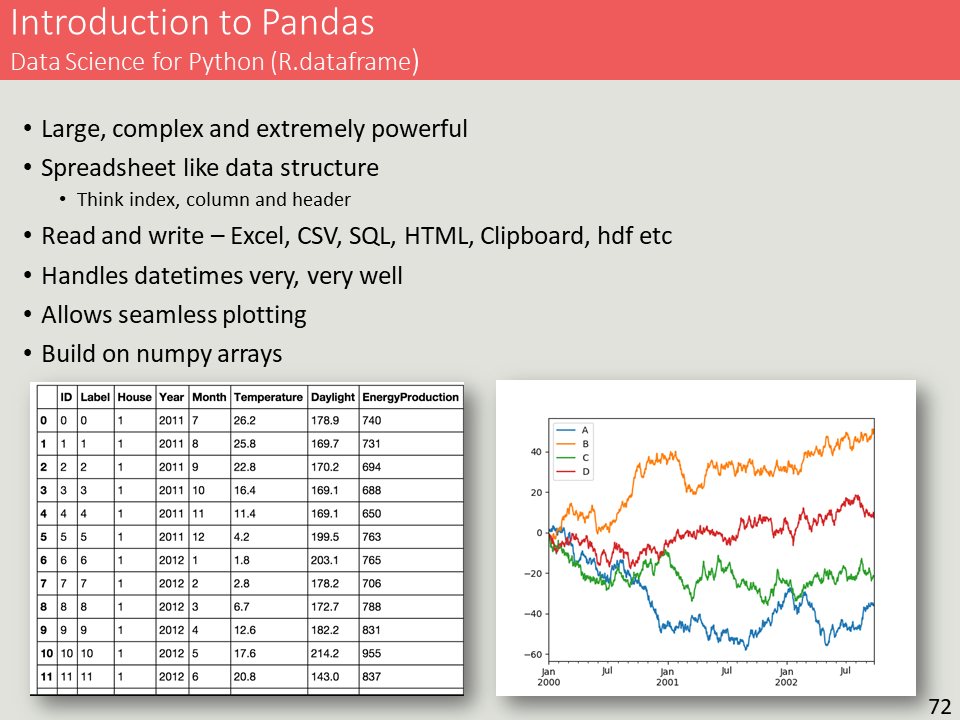 Introduction to Pandas
Data Science for Python (R.dataframe)
• Large, complex and extremely powerful
• Spreadsheet like data structure
• Think index, column and header
• Read and write – Excel, CSV, SQL, HTML, Clipboard, hdf etc
• Handles datetimes very, very well
• Allows seamless plotting
• Build on numpy arrays
ID Label House Year Month Temperature Daylight EnergyProduction
0 0 0 1 2011 7 26.2 178.9 740
1 1 1 1 2011 8 25.8 169.7 731
2 2 2 1 2011 9 22.8 170.2 694
3 3 3 1 2011 10 16.4 169.1 688
4 4 4 1 2011 11 11.4 169.1 650
5 5 5 1 2011 12 4.2 199.5 763
6 6 6 1 2012 1 1.8 203.1 765
7 7 7 1 2012 2 2.8 178.2 706
8 8 8 1 2012 3 6.7 172.7 788
9 9 9 1 2012 4 12.6 182.2 831
10 10 10 1 2012 5 17.6 214.2 955
11 11 11 1 2012 6 20.8 143.0 837
A
B
C
D
40
20
0
−20
−40
−60
Jan Jul Jan Jul Jan Jul
2000 2001 2002
72